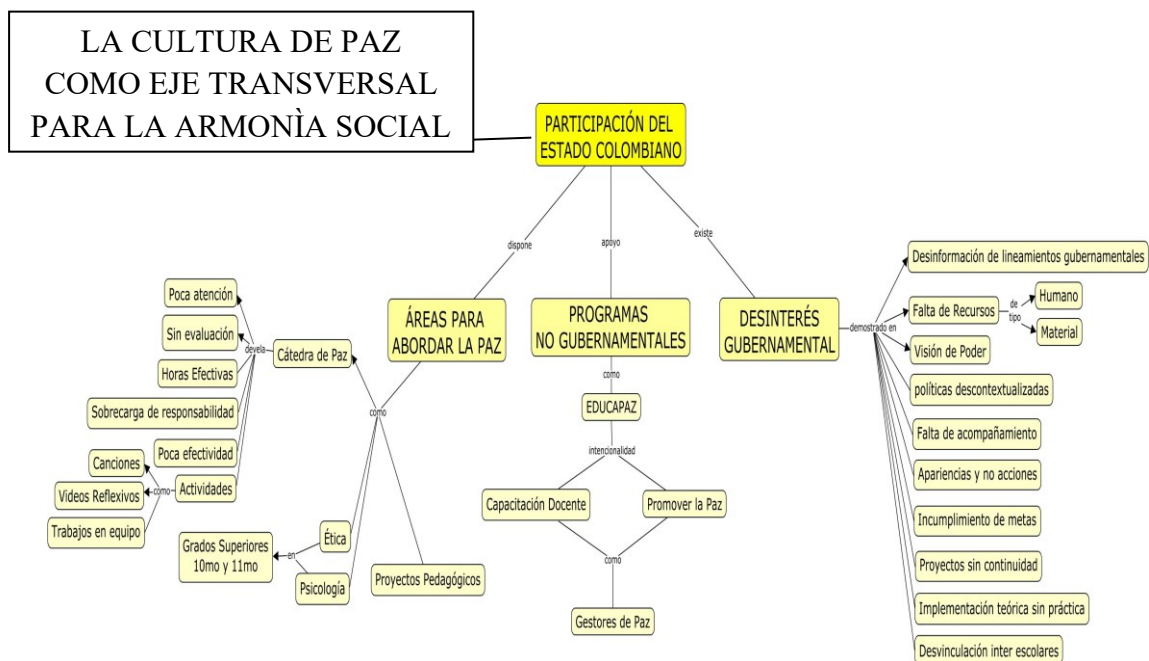 LA CULTURA DE PAZ
COMO EJE TRANSVERSAL
PARA LA ARMONÌA SOCIAL
PARTICIPACIÓN DEL
ESTADO COLOMBIANO
dispone
apoyo
existe
ÁREAS PARA
ABORDAR LA PAZ
PROGRAMAS
NO GUBERNAMENTALES
DESINTERÉS
GUBERNAMENTAL
como
Cátedra de Paz
devela
Poca atención
Sin evaluación
Horas Efectivas
Sobrecarga de responsabilidad
Poca efectividad
Actividades
como
Canciones
Videos Reflexivos
Trabajos en equipo
Ética
Psicología
en
Grados Superiores
10mo y 11mo
Proyectos Pedagógicos
como
EDUCAPAZ
intencionalidad
Capacitación Docente
Promover la Paz
como
Gestores de Paz
demostrado en
Desinformación de lineamientos gubernamentales
Falta de Recursos
de
tipo
Humano
Material
Visión de Poder
políticas descontextualizadas
Falta de acompañamiento
Apariencias y no acciones
Incumplimiento de metas
Proyectos sin continuidad
Implementación teórica sin práctica
Desvinculación inter escolares